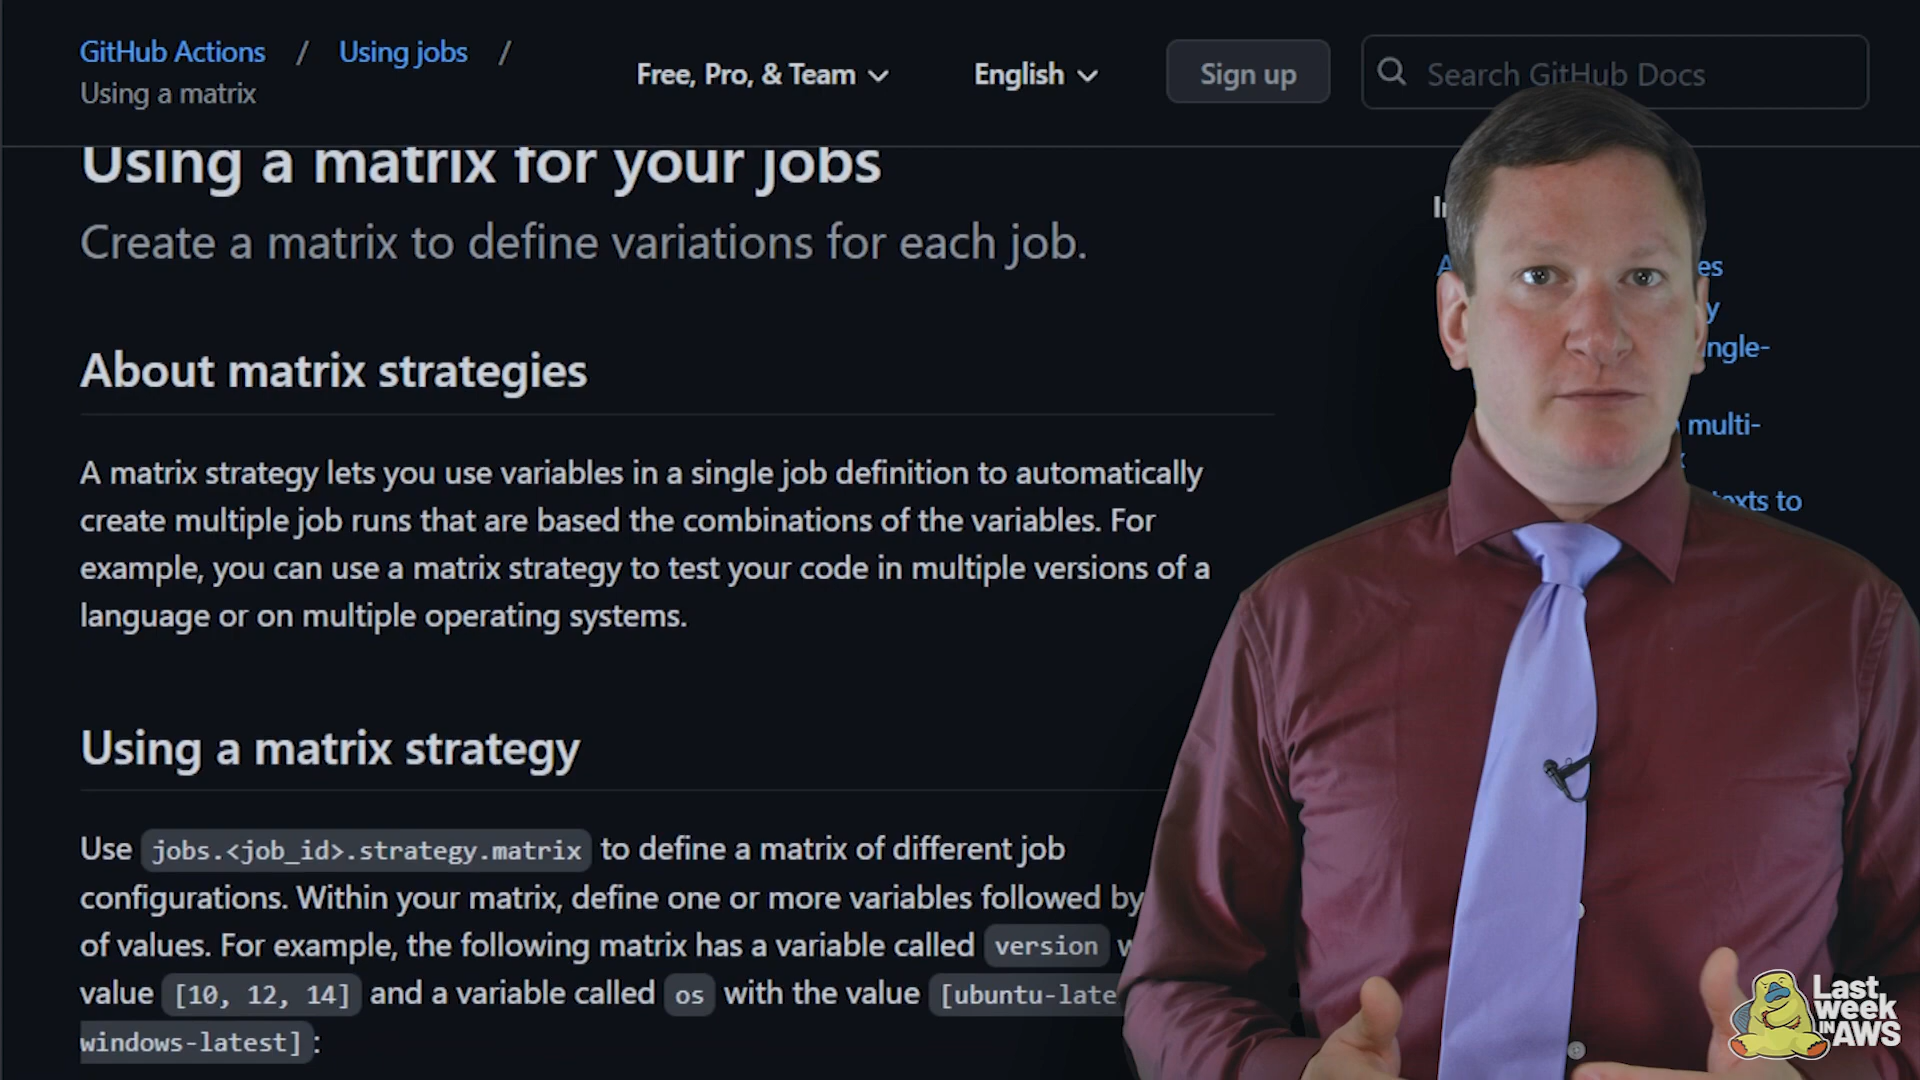 GitHub Actions / Using jobs /
Using a matrix
Free, Pro, & Team
English
Sign up
Search GitHub Docs
Using a matrix for your jobs
Create a matrix to define variations for each job.
About matrix strategies
A matrix strategy lets you use variables in a single job definition to automatically
create multiple job runs that are based the combinations of the variables. For
example, you can use a matrix strategy to test your code in multiple versions of a
language or on multiple operating systems.
Using a matrix strategy
Use jobs.<job_id>.strategy.matrix to define a matrix of different job
configurations. Within your matrix, define one or more variables followed by
of values. For example, the following matrix has a variable called version
value [10, 12, 14] and a variable called os with the value [ubuntu-late
windows-latest] :
multi-
to
Last
week
IN AWS